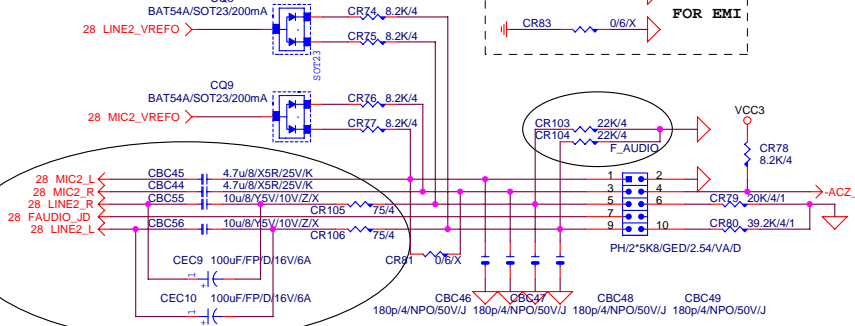 BAT54A/SOT23/200mA
CR74 8.2K/4
28 LINE2_VREFO
CR75 8.2K/4
SOT23
CR83 0/6/X
FOR EMI
CQ9
BAT54A/SOT23/200mA
CR76 8.2K/4
28 MIC2_VREFO
CR77 8.2K/4
CR103 22K/4
CR104 22K/4
F_AUDIO
VCC3
CR78
8.2K/4
28 MIC2_L CBC45 4.7u/8/X5R/25V/K
28 MIC2_R CBC44 4.7u/8/X5R/25V/K
28 LINE2_R CBC55 10u/8/Y5V/10V/Z/X
CR105 75/4
28 FAUDIO_JD
28 LINE2_L CBC56 10u/8/Y5V/10V/Z/X
CR106 75/4
1 2
3 4
5 6
7
9 10
-ACZ_
CR79 20K/4/1
CR80 39.2K/4/1
PH/2*5K8/GED/2.54/VA/D
CR81 0/6/X
CEC9 100uF/FP/D/16V/6A
1
CEC10 100uF/FP/D/16V/6A
1
CBC46 CBC47 CBC48 CBC49
180p/4/NPO/50V/J 180p/4/NPO/50V/J 180p/4/NPO/50V/J 180p/4/NPO/50V/J